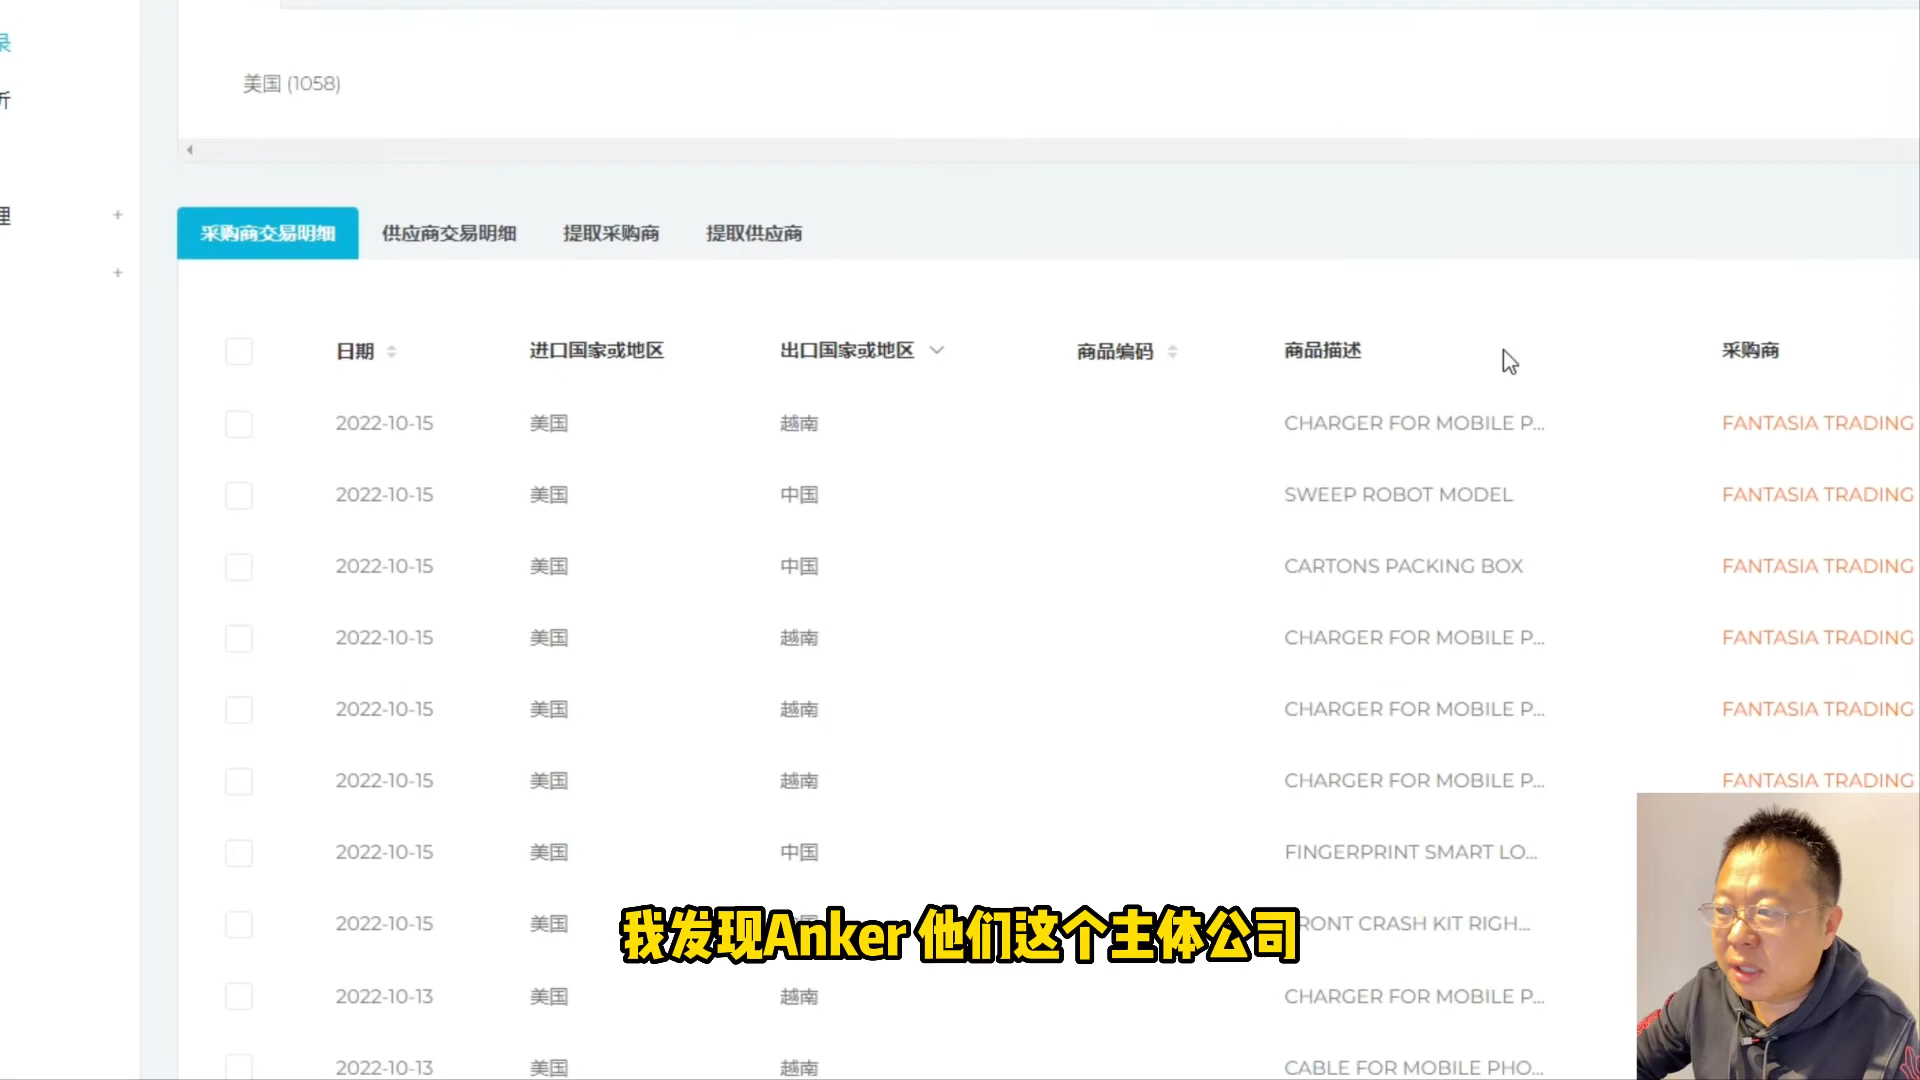 录
美国 (1058)
析
采购商交易明细 供应商交易明细 提取采购商 提取供应商
理 +
+
日期 进口国家或地区 出口国家或地区 商品编码 商品描述 采购商
2022-10-15 美国 越南 CHARGER FOR MOBILE P... FANTASIA TRADING
2022-10-15 美国 中国 SWEEP ROBOT MODEL FANTASIA TRADING
2022-10-15 美国 中国 CARTONS PACKING BOX FANTASIA TRADING
2022-10-15 美国 越南 CHARGER FOR MOBILE P... FANTASIA TRADING
2022-10-15 美国 越南 CHARGER FOR MOBILE P... FANTASIA TRADING
2022-10-15 美国 越南 CHARGER FOR MOBILE P... FANTASIA TRADING
2022-10-15 美国 中国 FINGERPRINT SMART LO...
2022-10-15 美国 RONT CRASH KIT RIGH...
我发现Anker 他们这个主体公司
2022-10-13 美国 越南 CHARGER FOR MOBILE P...
2022-10-13 美国 越南 CABLE FOR MOBILE PHO...